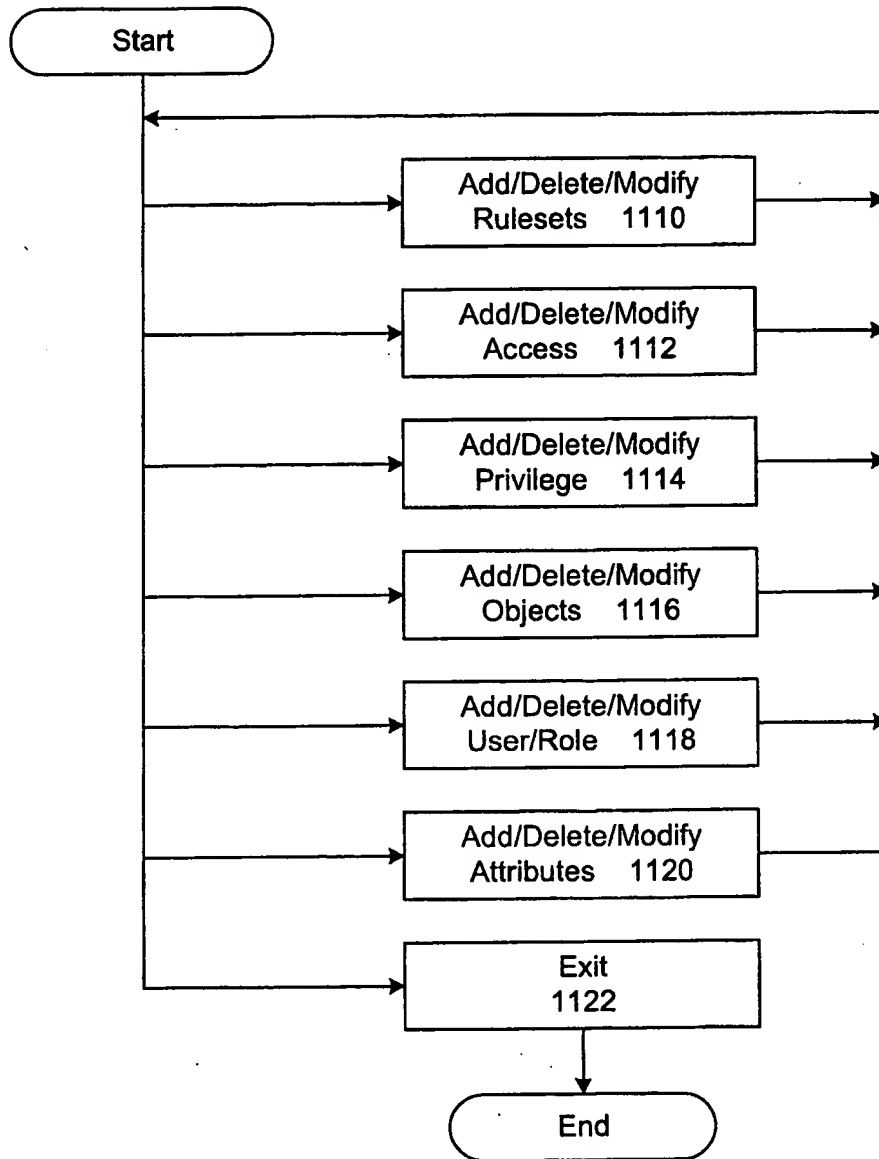 Start
Add/Delete/Modify
Rulesets 1110
Add/Delete/Modify
Access 1112
Add/Delete/Modify
Privilege 1114
Add/Delete/Modify
Objects 1116
Add/Delete/Modify
User/Role 1118
Add/Delete/Modify
Attributes 1120
Exit
1122
End